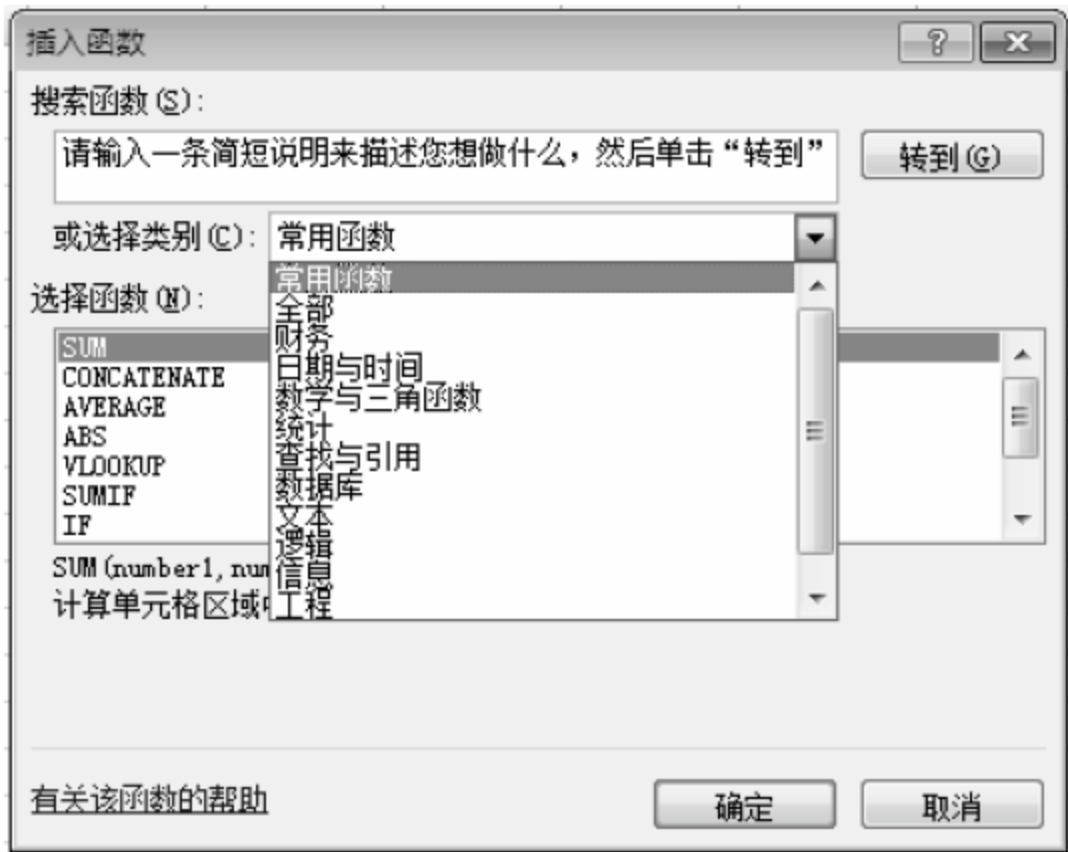 插入函数
搜索函数(S):
请输入一条简短说明来描述您想做什么，然后单击“转到”
转到(G)
或选择类别(C):
常用函数
常用函数
全部
财务
日期与时间
数学与三角函数
统计
查找与引用
数据库
文本
逻辑
信息
工程
选择函数(N):
SUM
CONCATENATE
AVERAGE
ABS
VLOOKUP
SUMIF
IF
SUM(number1,num
计算单元格区域中
有关该函数的帮助
确定
取消